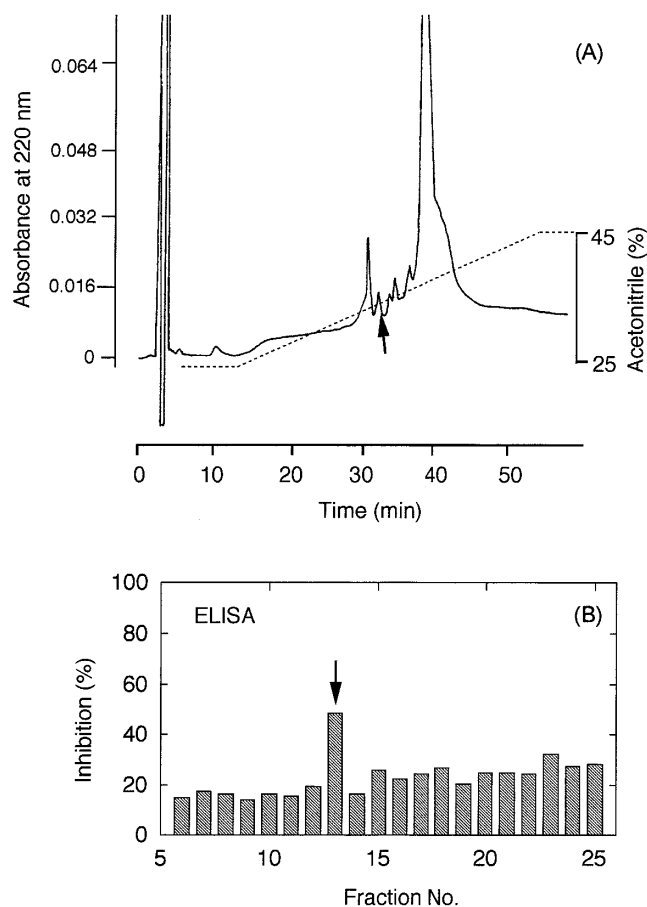 (A)
Absorbance at 220 nm
0.064
0.048
0.032
0.016
0
Acetonitrile (%)
45
25
0 10 20 30 40 50
Time (min)
(B)
ELISA
Inhibition (%)
100
80
60
40
20
0
5 10 15 20 25
Fraction No.